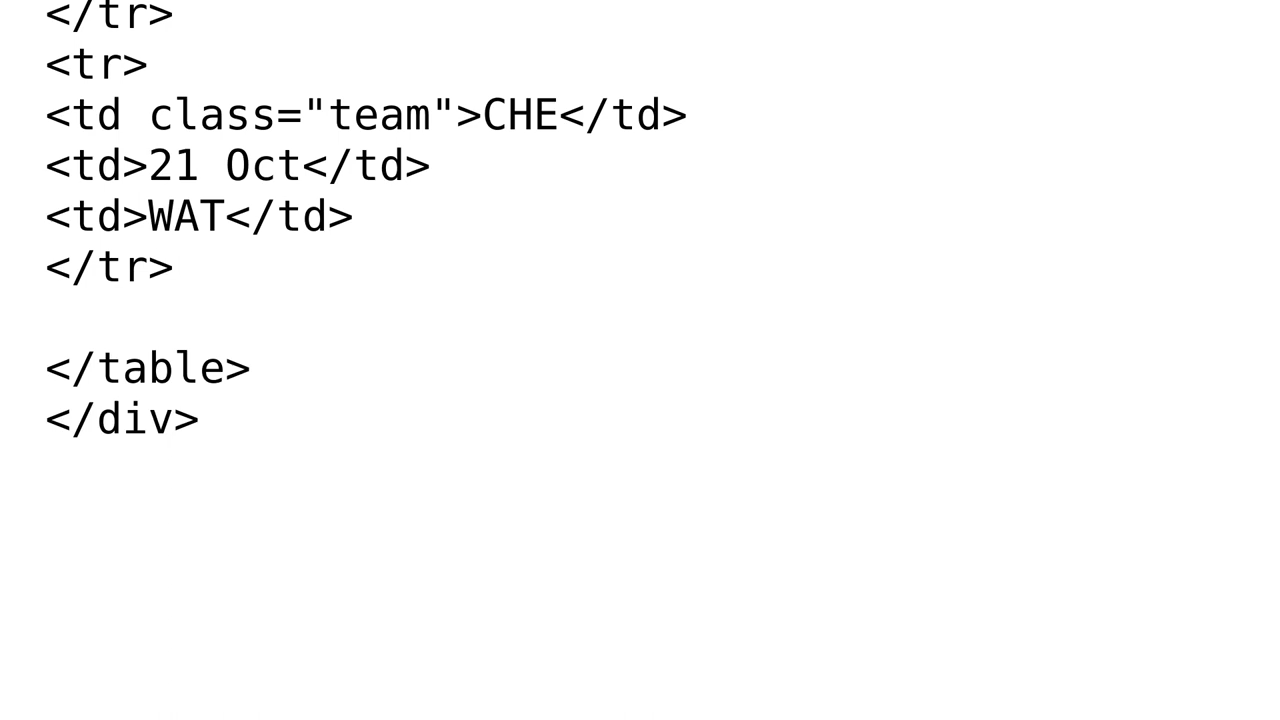 </tr>
<tr>
<td class="team">CHE</td>
<td>21 Oct</td>
<td>WAT</td>
</tr>

</table>
</div>